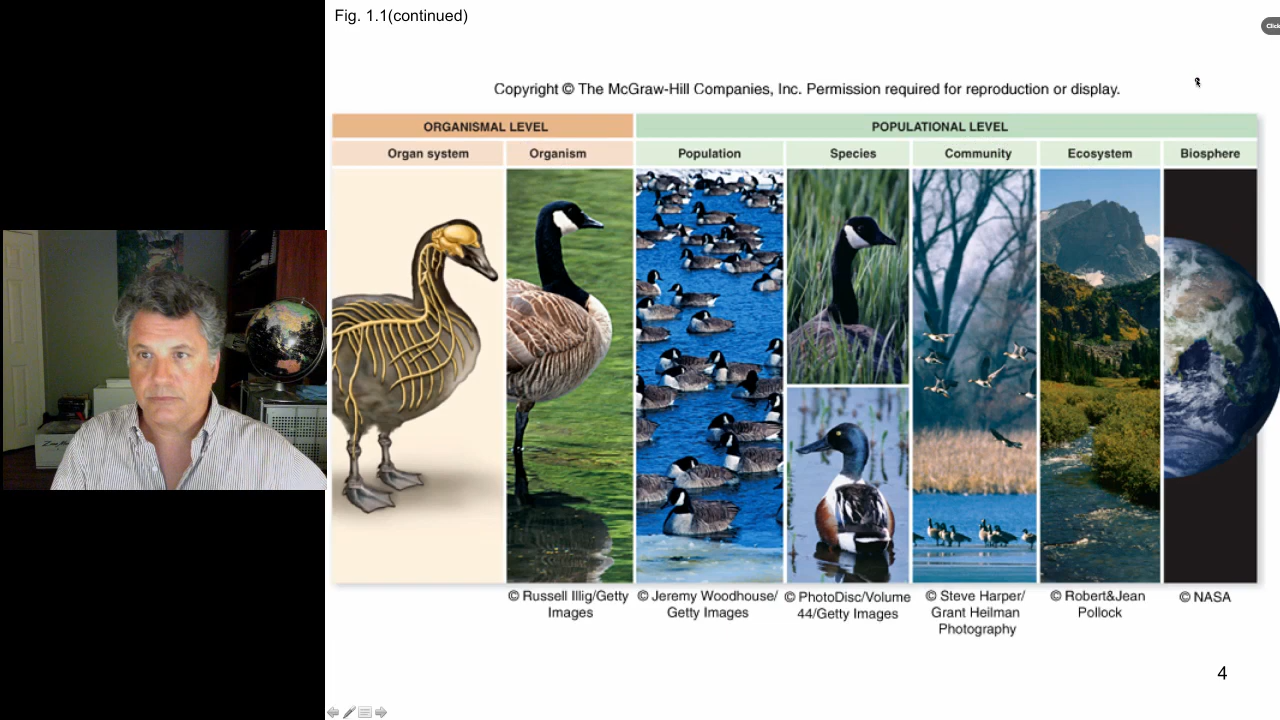 Fig. 1.1(continued)
Click
Copyright © The McGraw-Hill Companies, Inc. Permission required for reproduction or display.
ORGANISMAL LEVEL
POPULATIONAL LEVEL
Organ system
Organism
Population
Species
Community
Ecosystem
Biosphere
© Russell Illig/Getty
Images
© Jeremy Woodhouse/
Getty Images
© PhotoDisc/Volume
44/Getty Images
© Steve Harper/
Grant Heilman
Photography
© Robert&Jean
Pollock
© NASA
4